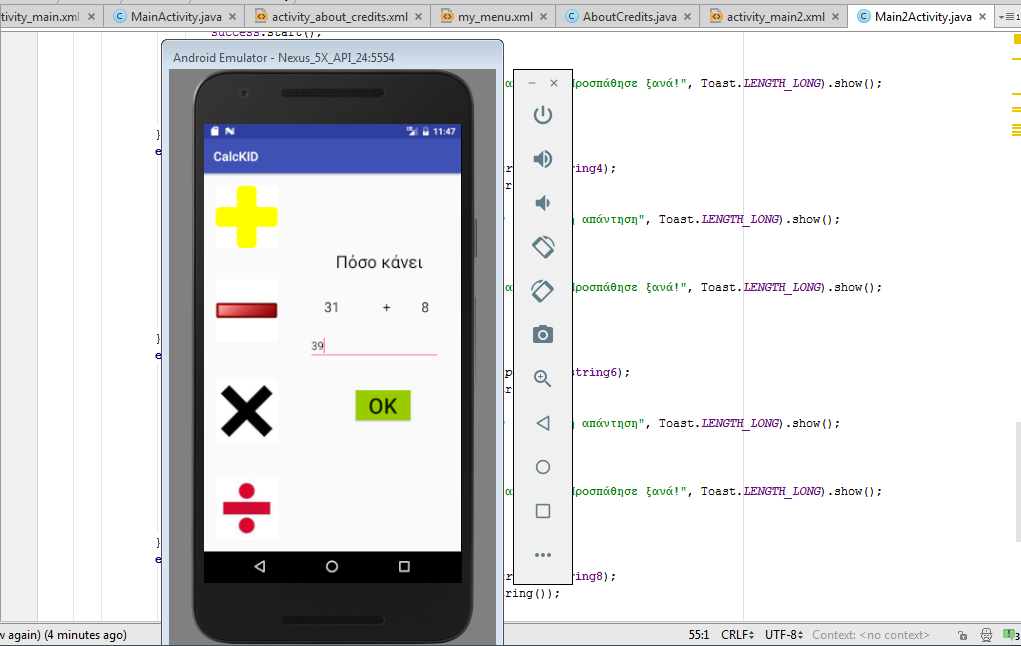 tivity_main.xml MainActivity.java activity_about_credits.xml my_menu.xml AboutCredits.java activity_main2.xml Main2Activity.java
success.start();
Android Emulator - Nexus_5X_API_24:5554
Προσπάθησε ξανά!", Toast.LENGTH_LONG).show();
}
11:47
CalcKID
ring4);
απάντηση", Toast.LENGTH_LONG).show();
Πόσο κάνει
Προσπάθησε ξανά!", Toast.LENGTH_LONG).show();
31 + 8
}
39
string6);
OK
απάντηση", Toast.LENGTH_LONG).show();
Προσπάθησε ξανά!", Toast.LENGTH_LONG).show();
}
ring8);
ring());
w again) (4 minutes ago) 55:1 CRLF UTF-8 Context: <no context>